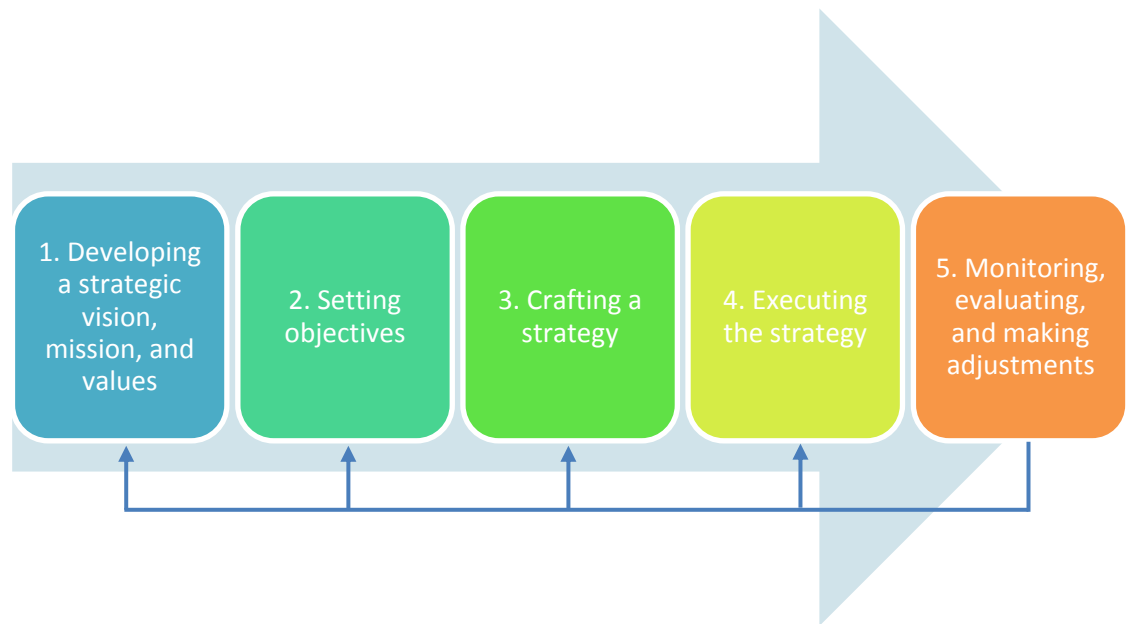 1. Developing
a strategic
vision,
mission, and
values
2. Setting
objectives
3. Crafting a
strategy
4. Executing
the strategy
5. Monitoring,
evaluating,
and making
adjustments